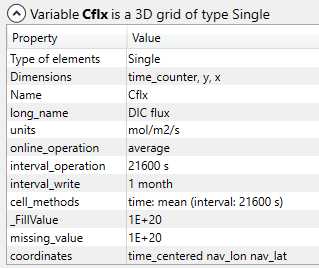 Variable Cflx is a 3D grid of type Single
Property Value
Type of elements Single
Dimensions time_counter, y, x
Name Cflx
long_name DIC flux
units mol/m2/s
online_operation average
interval_operation 21600 s
interval_write 1 month
cell_methods time: mean (interval: 21600 s)
_FillValue 1E+20
missing_value 1E+20
coordinates time_centered nav_lon nav_lat